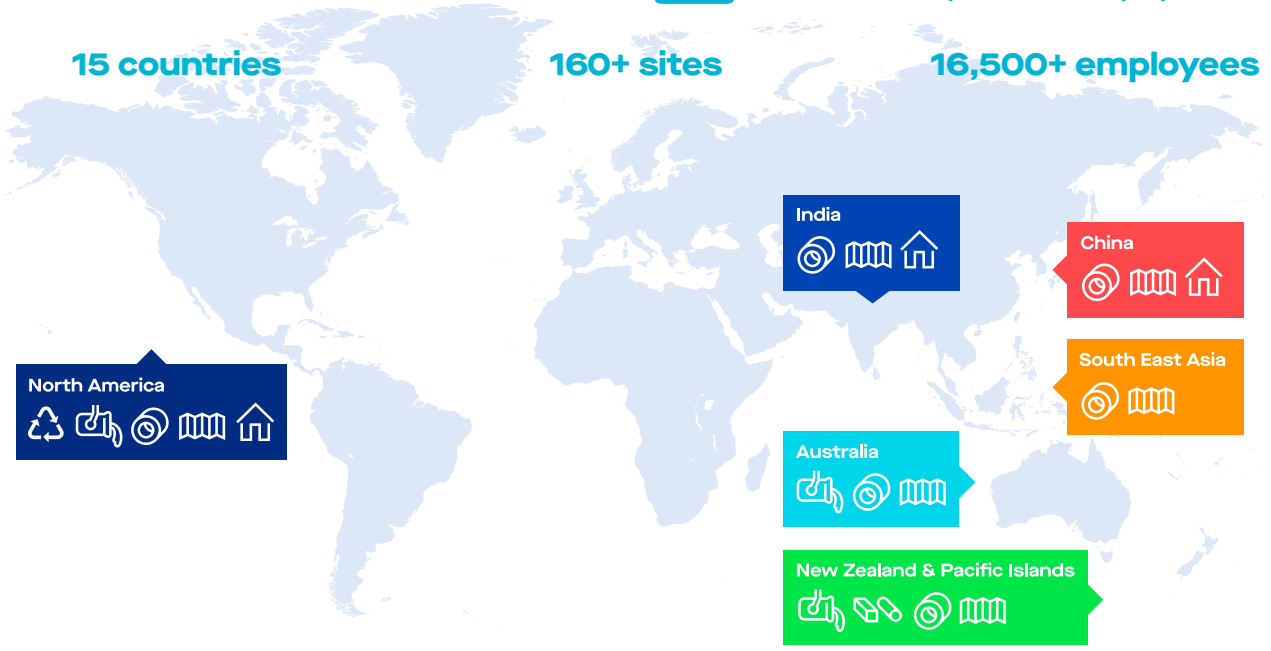 15 countries
160+ sites
16,500+ employees
India
China
North America
South East Asia
Australia
New Zealand & Pacific Islands